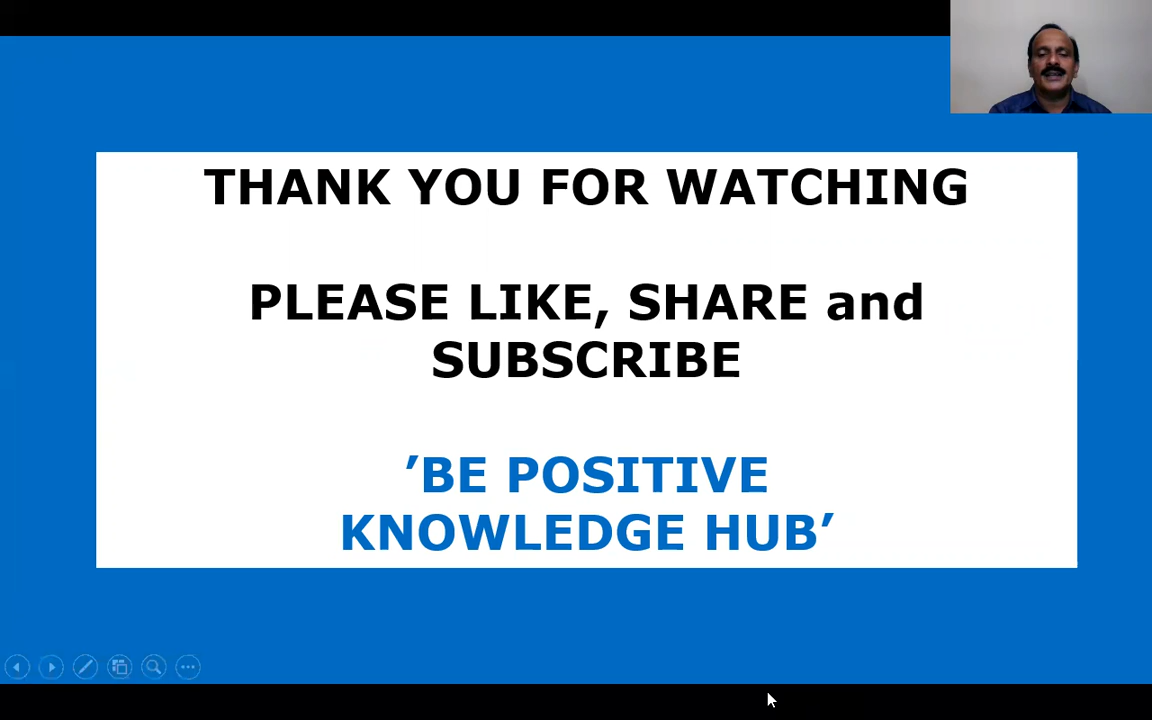 THANK YOU FOR WATCHING
PLEASE LIKE, SHARE and
SUBSCRIBE
’BE POSITIVE
KNOWLEDGE HUB’